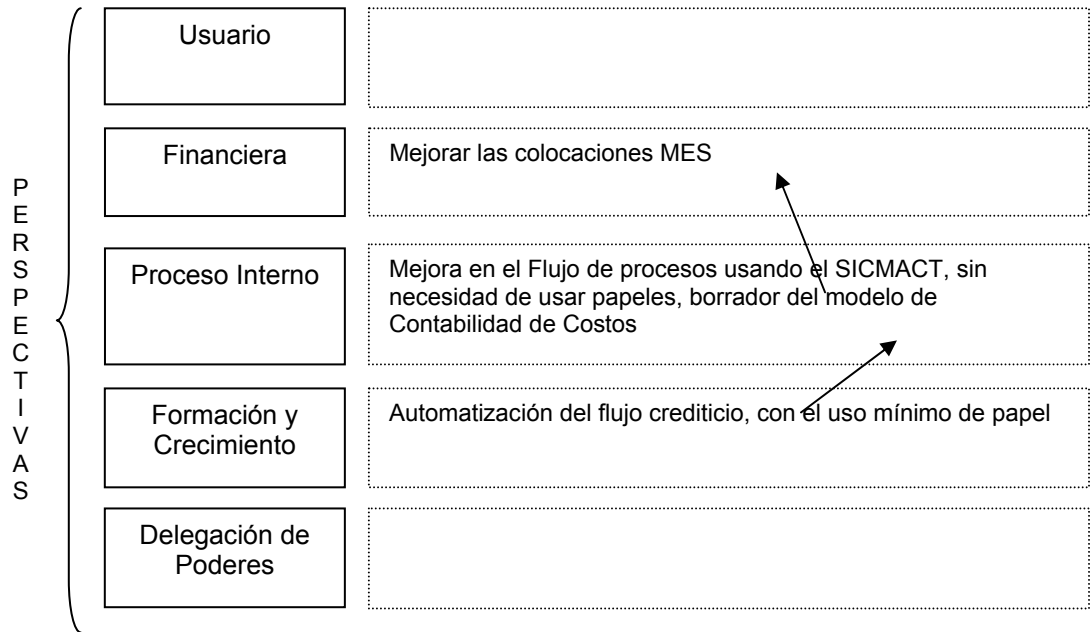 PERSPECTIVAS
Usuario
Financiera
Mejorar las colocaciones MES
Proceso Interno
Mejora en el Flujo de procesos usando el SICMACT, sin
necesidad de usar papeles, borrador del modelo de
Contabilidad de Costos
Formación y
Crecimiento
Automatización del flujo crediticio, con el uso mínimo de papel
Delegación de
Poderes